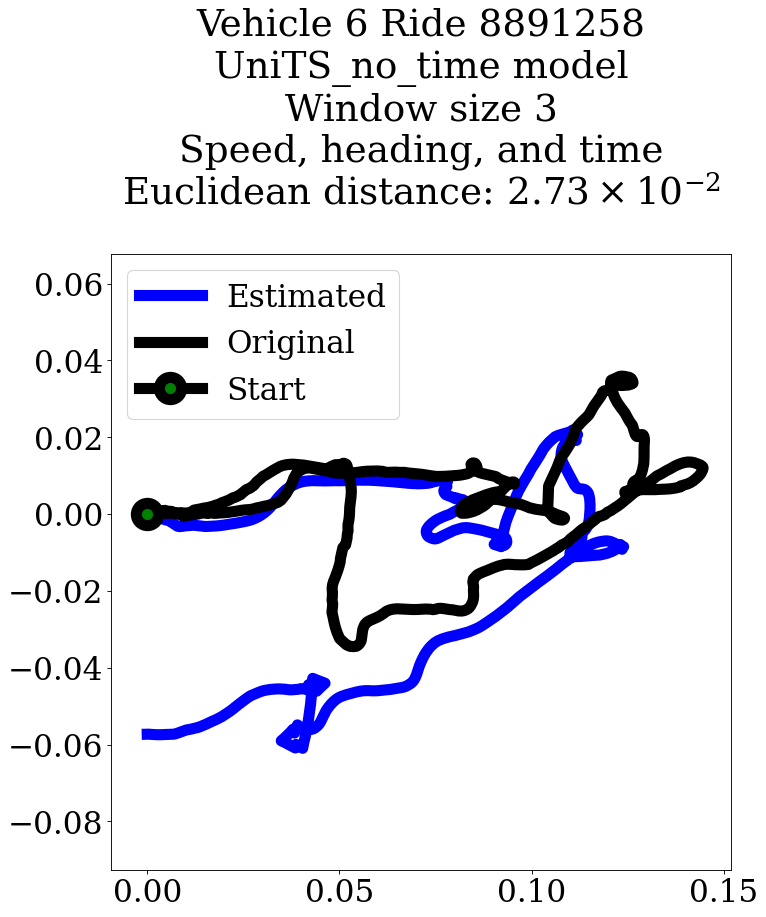 Vehicle 6 Ride 8891258
UniTS_no_time model
Window size 3
Speed, heading, and time
Euclidean distance: 2.73 × 10⁻²
Estimated
Original
Start
0.06
0.04
0.02
0.00
−0.02
−0.04
−0.06
−0.08
0.00 0.05 0.10 0.15